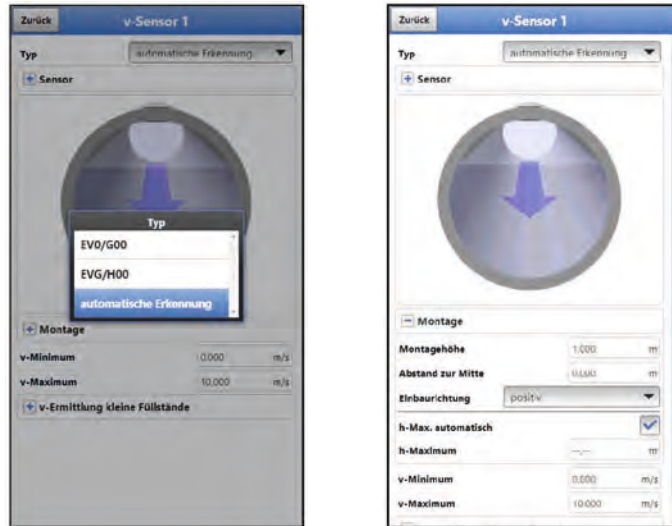 Zurück v-Sensor 1
Typ automatische Erkennung
+ Sensor
Typ
EV0/G00
EVG/H00
automatische Erkennung
+ Montage
v-Minimum 0.000 m/s
v-Maximum 10.000 m/s
+ v-Ermittlung kleine Füllstände
Zurück v-Sensor 1
Typ automatische Erkennung
+ Sensor
− Montage
Montagehöhe 1.000 m
Abstand zur Mitte 0.000 m
Einbaurichtung positiv
h-Max. automatisch
h-Maximum --.-- m
v-Minimum 0.000 m/s
v-Maximum 10.000 m/s